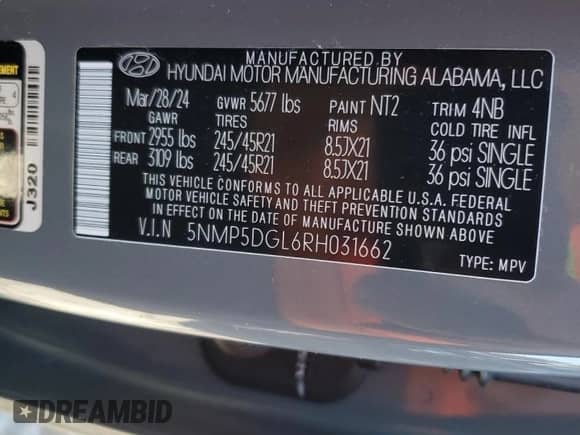 MANUFACTURED BY
HYUNDAI MOTOR MANUFACTURING ALABAMA, LLC
Mar/28/24 GVWR 5677 lbs PAINT NT2 TRIM 4NB
GAWR TIRES RIMS COLD TIRE INFL
FRONT 2955 lbs 245/45R21 8.5JX21 36 psi SINGLE
REAR 3109 lbs 245/45R21 8.5JX21 36 psi SINGLE
THIS VEHICLE CONFORMS TO ALL APPLICABLE U.S.A. FEDERAL
MOTOR VEHICLE SAFETY AND THEFT PREVENTION STANDARDS
IN EFFECT ON THE DATE OF MANUFACTURE SHOWN ABOVE
V.I.N 5NMP5DGL6RH031662
TYPE: MPV
J320
DREAMBID